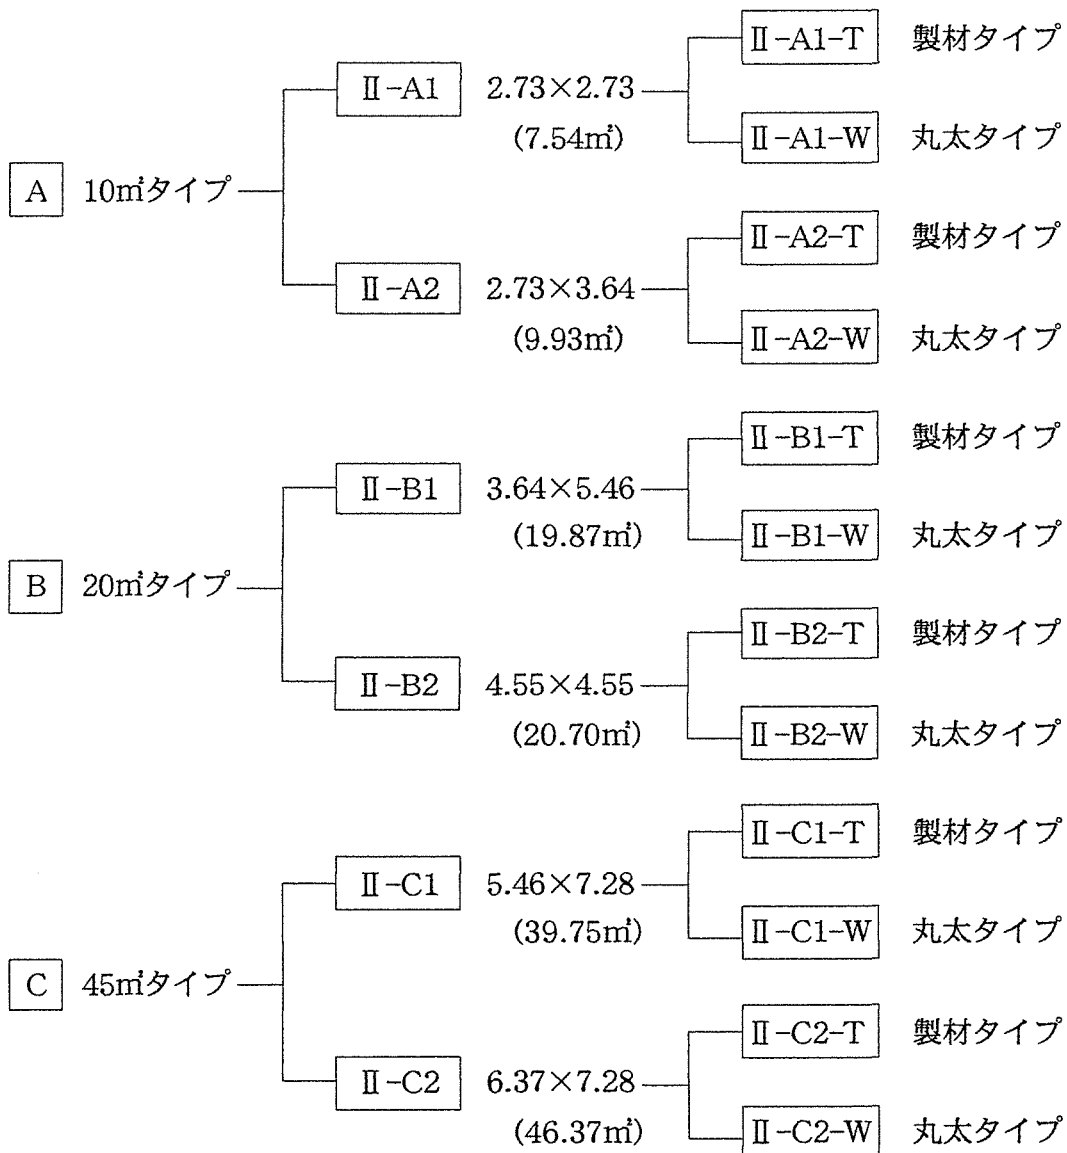 Ⅱ-A1-T 製材タイプ
Ⅱ-A1 2.73×2.73
(7.54㎡) Ⅱ-A1-W 丸太タイプ
A 10㎡タイプ
Ⅱ-A2-T 製材タイプ
Ⅱ-A2 2.73×3.64
(9.93㎡) Ⅱ-A2-W 丸太タイプ
Ⅱ-B1-T 製材タイプ
Ⅱ-B1 3.64×5.46
(19.87㎡) Ⅱ-B1-W 丸太タイプ
B 20㎡タイプ
Ⅱ-B2-T 製材タイプ
Ⅱ-B2 4.55×4.55
(20.70㎡) Ⅱ-B2-W 丸太タイプ
Ⅱ-C1-T 製材タイプ
Ⅱ-C1 5.46×7.28
(39.75㎡) Ⅱ-C1-W 丸太タイプ
C 45㎡タイプ
Ⅱ-C2-T 製材タイプ
Ⅱ-C2 6.37×7.28
(46.37㎡) Ⅱ-C2-W 丸太タイプ